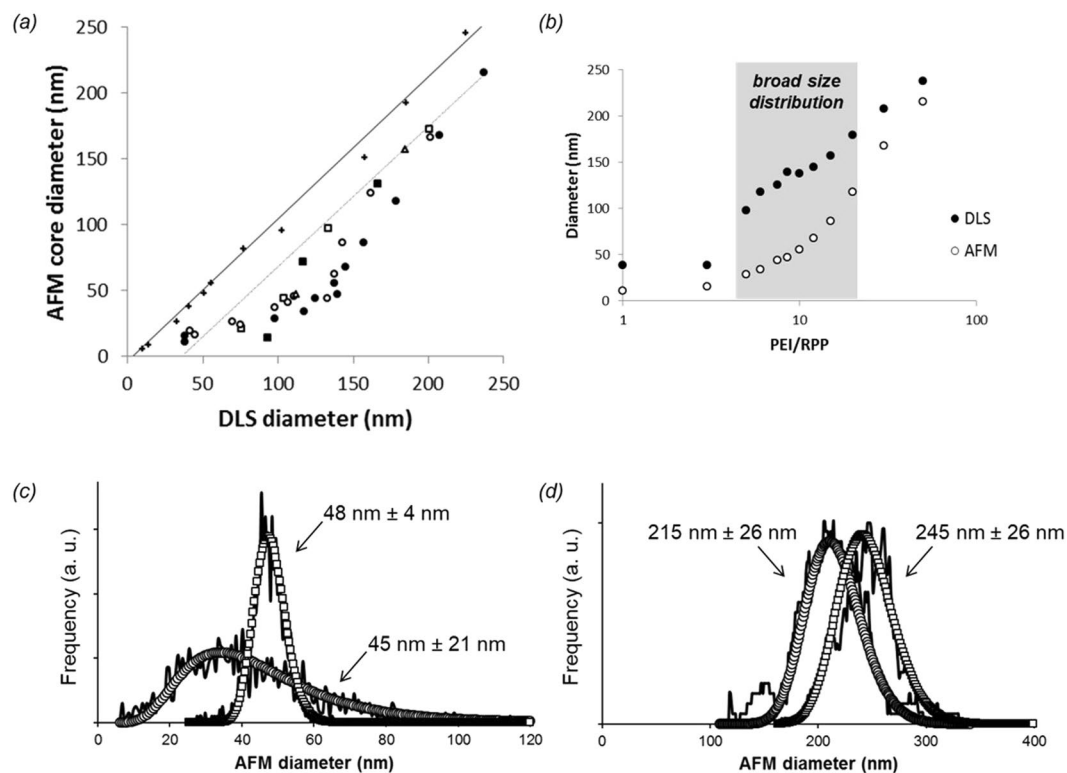 (a)
250
200
150
100
50
0
AFM core diameter (nm)
0 50 100 150 200 250
DLS diameter (nm)
(b)
250
200
150
100
50
0
Diameter (nm)
broad size
distribution
DLS
AFM
1 10 100
PEI/RPP
(c)
Frequency (a. u.)
48 nm ± 4 nm
45 nm ± 21 nm
0 20 40 60 80 100 120
AFM diameter (nm)
(d)
Frequency (a. u.)
215 nm ± 26 nm
245 nm ± 26 nm
0 100 200 300 400
AFM diameter (nm)